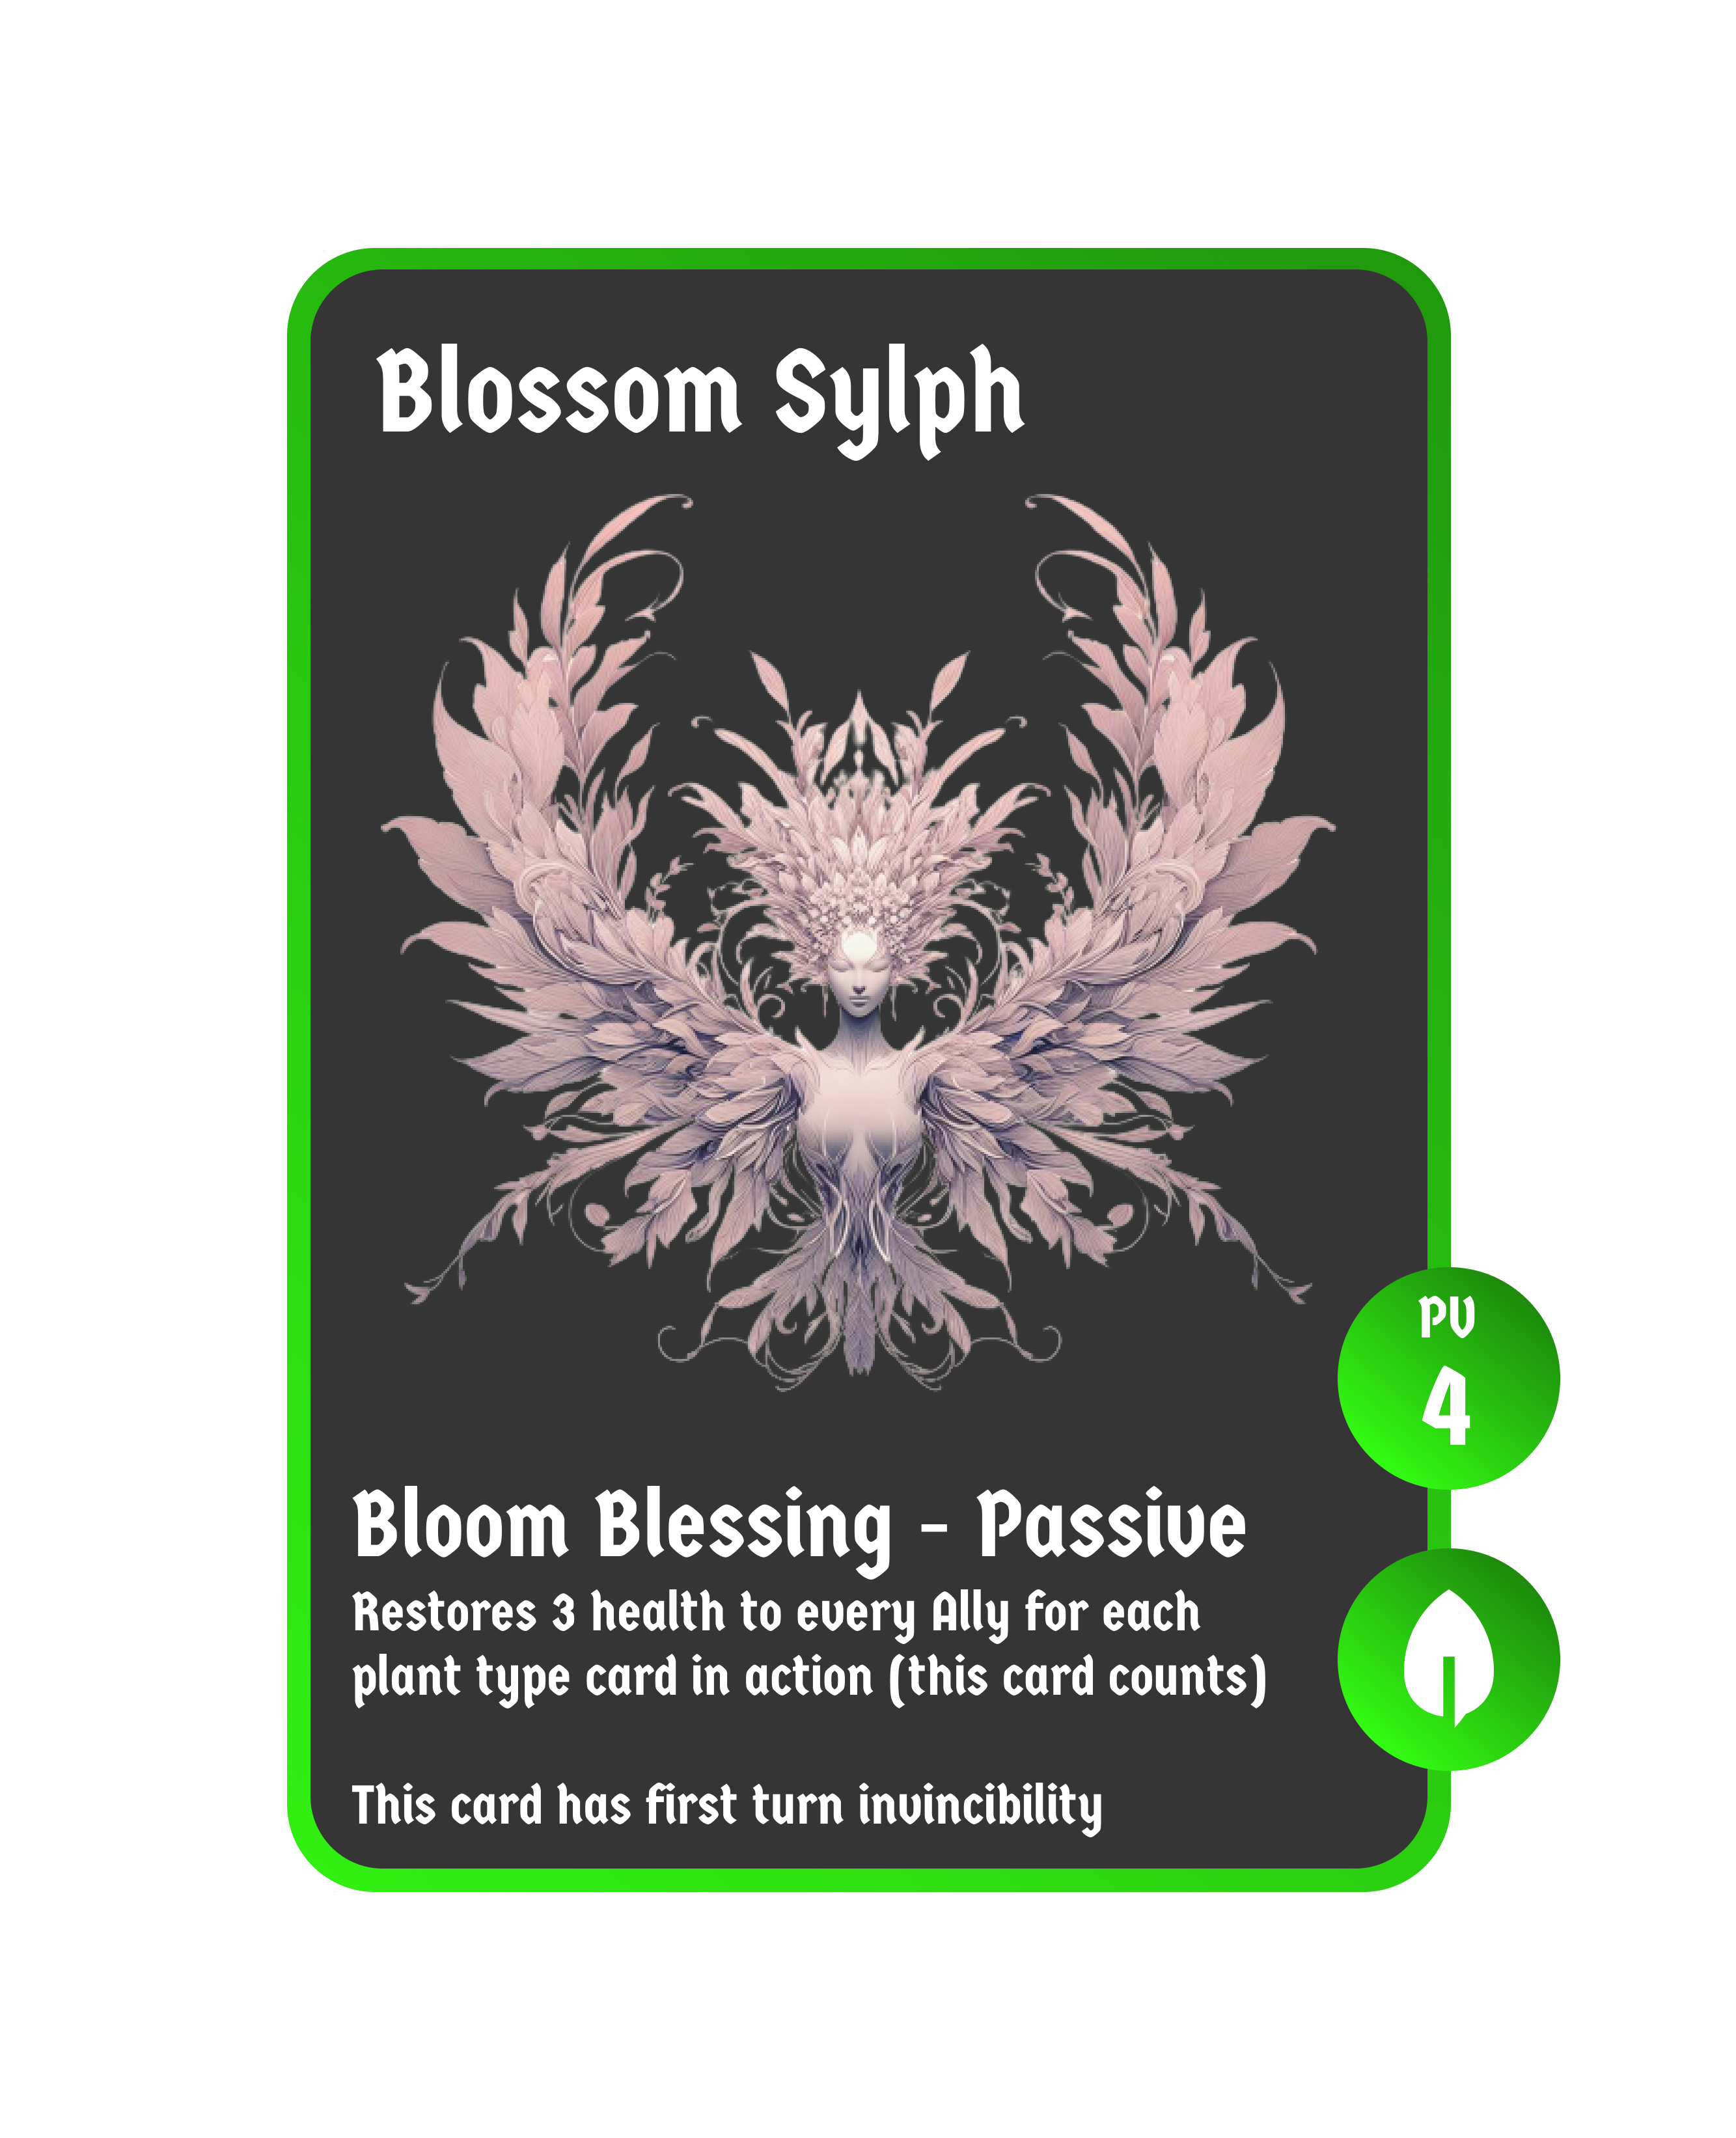 Blossom Sylph
PV
4
Bloom Blessing - Passive
Restores 3 health to every Ally for each
plant type card in action (this card counts)
This card has first turn invincibility